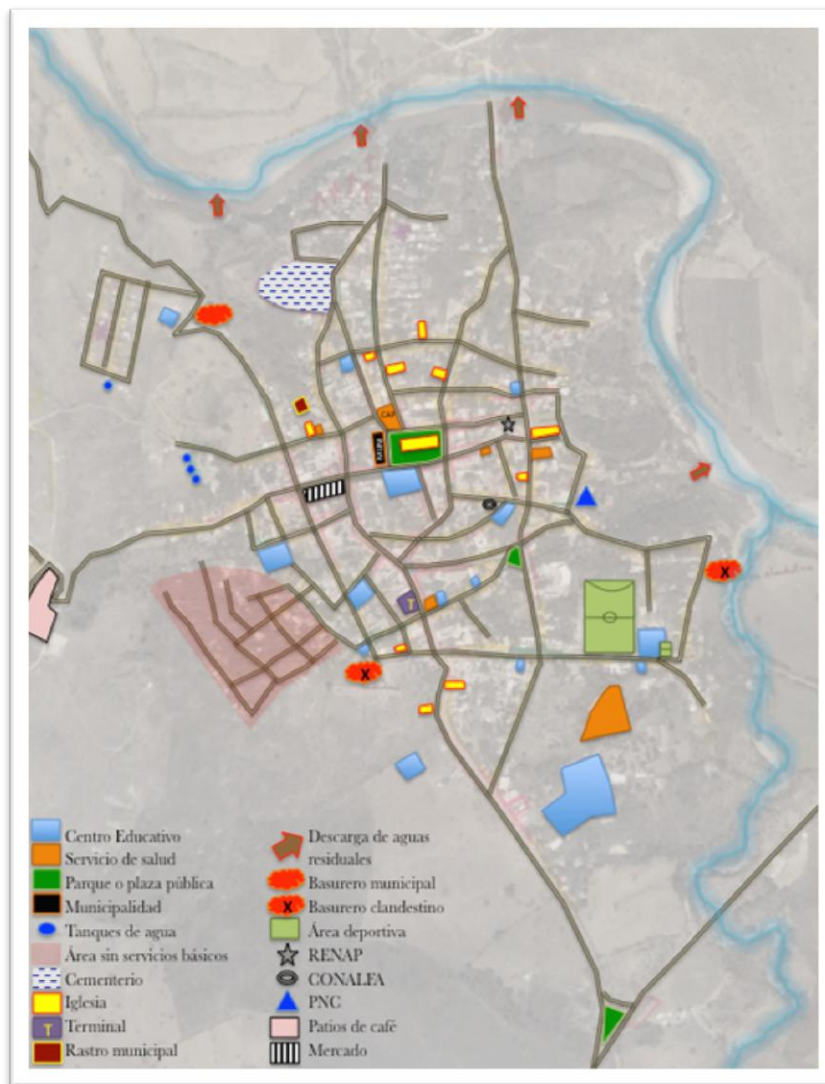 CAP
MUNI
T
X
X
Centro Educativo
Servicio de salud
Parque o plaza pública
Municipalidad
Tanques de agua
Área sin servicios básicos
Cementerio
Iglesia
T
Terminal
Rastro municipal
Descarga de aguas
residuales
Basurero municipal
X
Basurero clandestino
Área deportiva
RENAP
CONALFA
PNC
Patios de café
Mercado